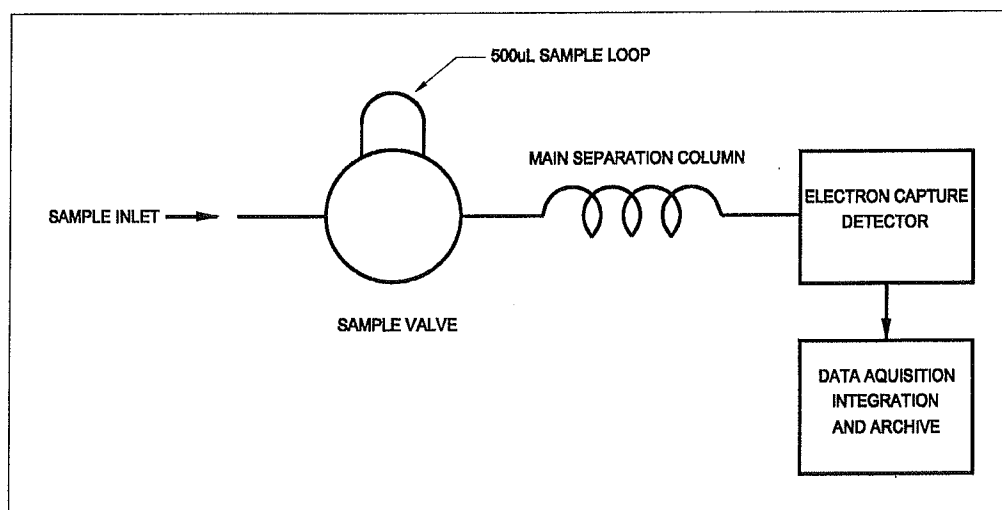 500uL SAMPLE LOOP
MAIN SEPARATION COLUMN
ELECTRON CAPTURE
DETECTOR
SAMPLE INLET
SAMPLE VALVE
DATA AQUISITION
INTEGRATION
AND ARCHIVE